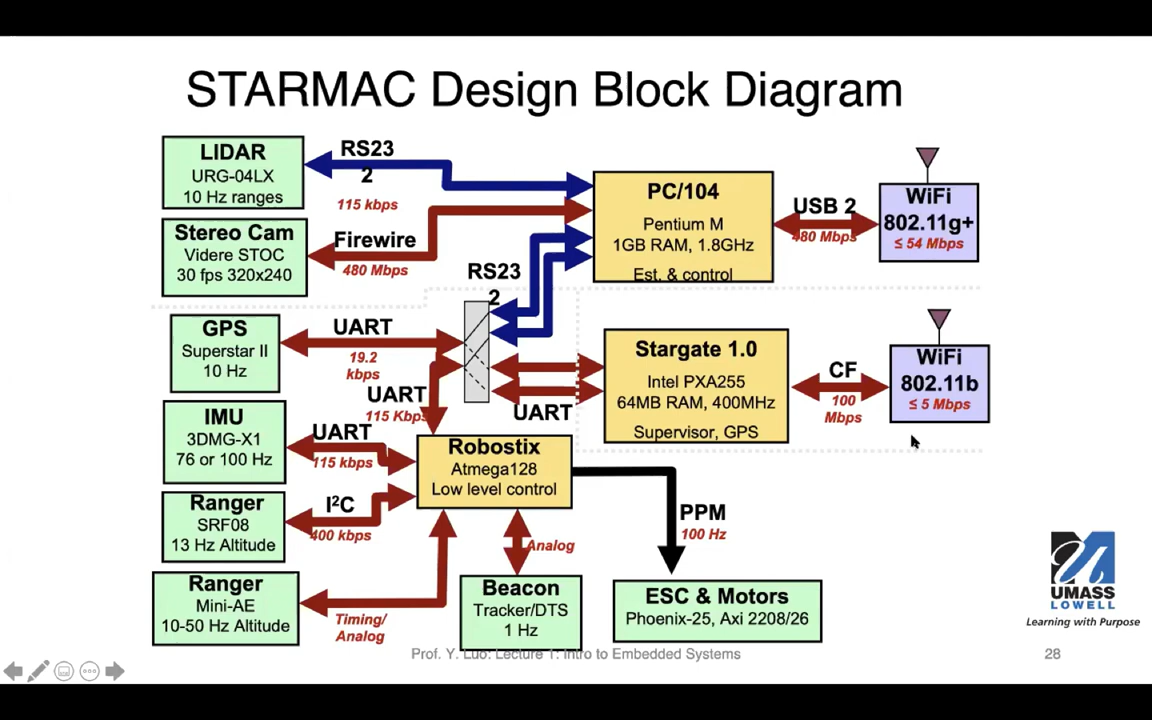 STARMAC Design Block Diagram
LIDAR
URG-04LX
10 Hz ranges
RS23
2
115 kbps
Stereo Cam
Videre STOC
30 fps 320x240
Firewire
480 Mbps
PC/104
Pentium M
1GB RAM, 1.8GHz
Est. & control
USB 2
480 Mbps
WiFi
802.11g+
≤ 54 Mbps
RS23
2
GPS
Superstar II
10 Hz
UART
19.2
kbps
UART
115 Kbps
UART
Stargate 1.0
Intel PXA255
64MB RAM, 400MHz
Supervisor, GPS
CF
100
Mbps
WiFi
802.11b
≤ 5 Mbps
IMU
3DMG-X1
76 or 100 Hz
UART
115 kbps
Robostix
Atmega128
Low level control
Ranger
SRF08
13 Hz Altitude
I²C
400 kbps
PPM
100 Hz
Ranger
Mini-AE
10-50 Hz Altitude
Timing/
Analog
Analog
Beacon
Tracker/DTS
1 Hz
ESC & Motors
Phoenix-25, Axi 2208/26
UMASS
LOWELL
Learning with Purpose
Prof. Y. Luo: Lecture 1: Intro to Embedded Systems
28